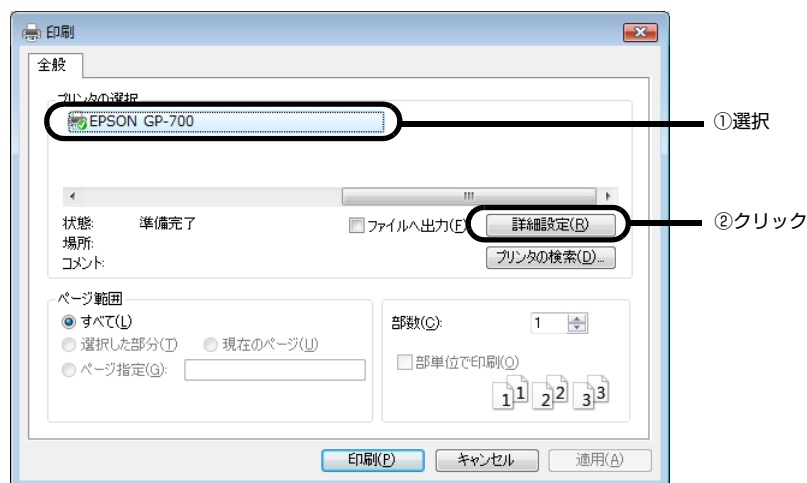 印刷
全般
プリンタの選択
EPSON GP-700
①選択
状態: 準備完了
ファイルへ出力(F)
詳細設定(R)
②クリック
場所:
コメント:
プリンタの検索(D)...
ページ範囲
すべて(L)
選択した部分(T) 現在のページ(U)
ページ指定(G):
部数(C): 1
部単位で印刷(O)
1 1 2 2 3 3
印刷(P) キャンセル 適用(A)